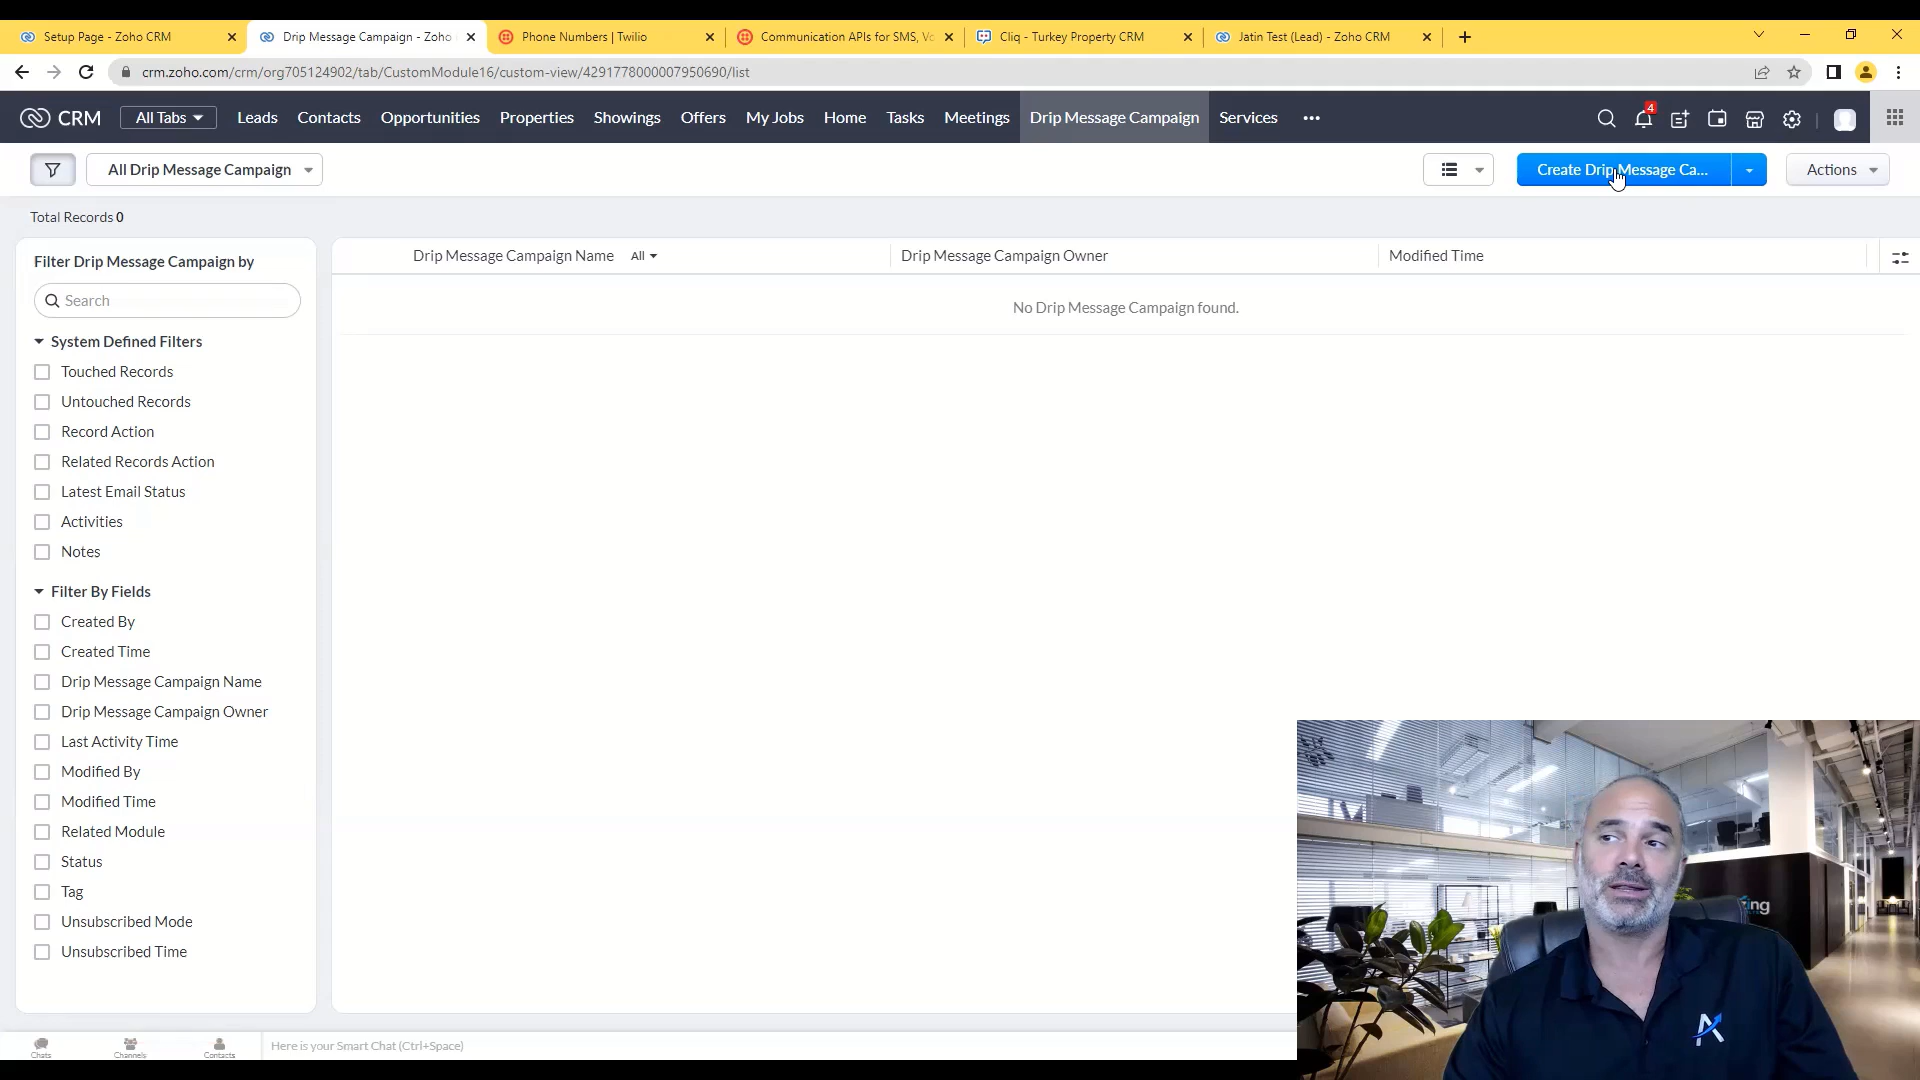 Setup Page - Zoho CRM
Drip Message Campaign - Zoho
Phone Numbers | Twilio
Communication APIs for SMS, Vo
Cliq - Turkey Property CRM
Jatin Test (Lead) - Zoho CRM
crm.zoho.com/crm/org705124902/tab/CustomModule16/custom-view/4291778000007950690/list
CRM
All Tabs
Leads
Contacts
Opportunities
Properties
Showings
Offers
My Jobs
Home
Tasks
Meetings
Drip Message Campaign
Services
4
All Drip Message Campaign
Create Drip Message Ca...
Actions
Total Records 0
Filter Drip Message Campaign by
Search
System Defined Filters
Touched Records
Untouched Records
Record Action
Related Records Action
Latest Email Status
Activities
Notes
Filter By Fields
Created By
Created Time
Drip Message Campaign Name
Drip Message Campaign Owner
Last Activity Time
Modified By
Modified Time
Related Module
Status
Tag
Unsubscribed Mode
Unsubscribed Time
Drip Message Campaign Name All
Drip Message Campaign Owner
Modified Time
No Drip Message Campaign found.
Chats
Channels
Contacts
Here is your Smart Chat (Ctrl+Space)